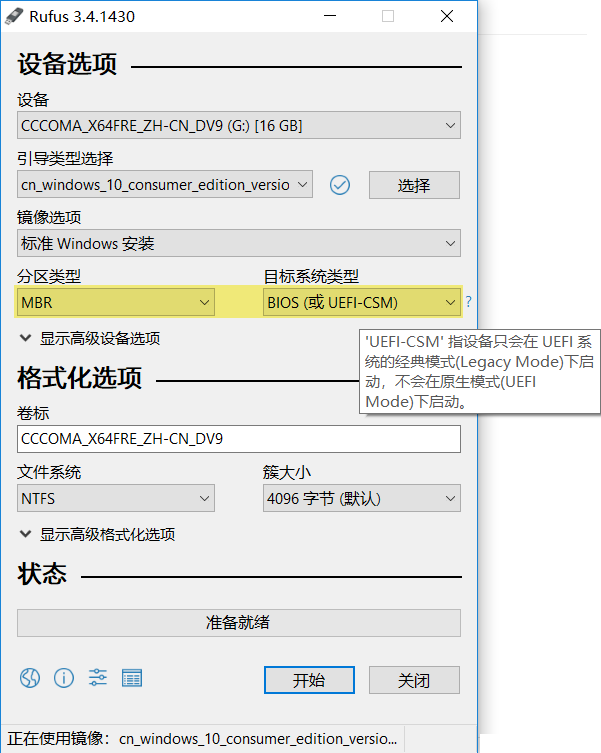 Rufus 3.4.1430
设备选项
设备
CCCOMA_X64FRE_ZH-CN_DV9 (G:) [16 GB]
引导类型选择
cn_windows_10_consumer_edition_versio
选择
镜像选项
标准 Windows 安装
分区类型 目标系统类型
MBR BIOS (或 UEFI-CSM) ?
显示高级设备选项
'UEFI-CSM' 指设备只会在 UEFI 系
统的经典模式(Legacy Mode)下启
动，不会在原生模式(UEFI
Mode)下启动。
格式化选项
卷标
CCCOMA_X64FRE_ZH-CN_DV9
文件系统 簇大小
NTFS 4096 字节 (默认)
显示高级格式化选项
状态
准备就绪
开始 关闭
正在使用镜像：cn_windows_10_consumer_edition_versio...